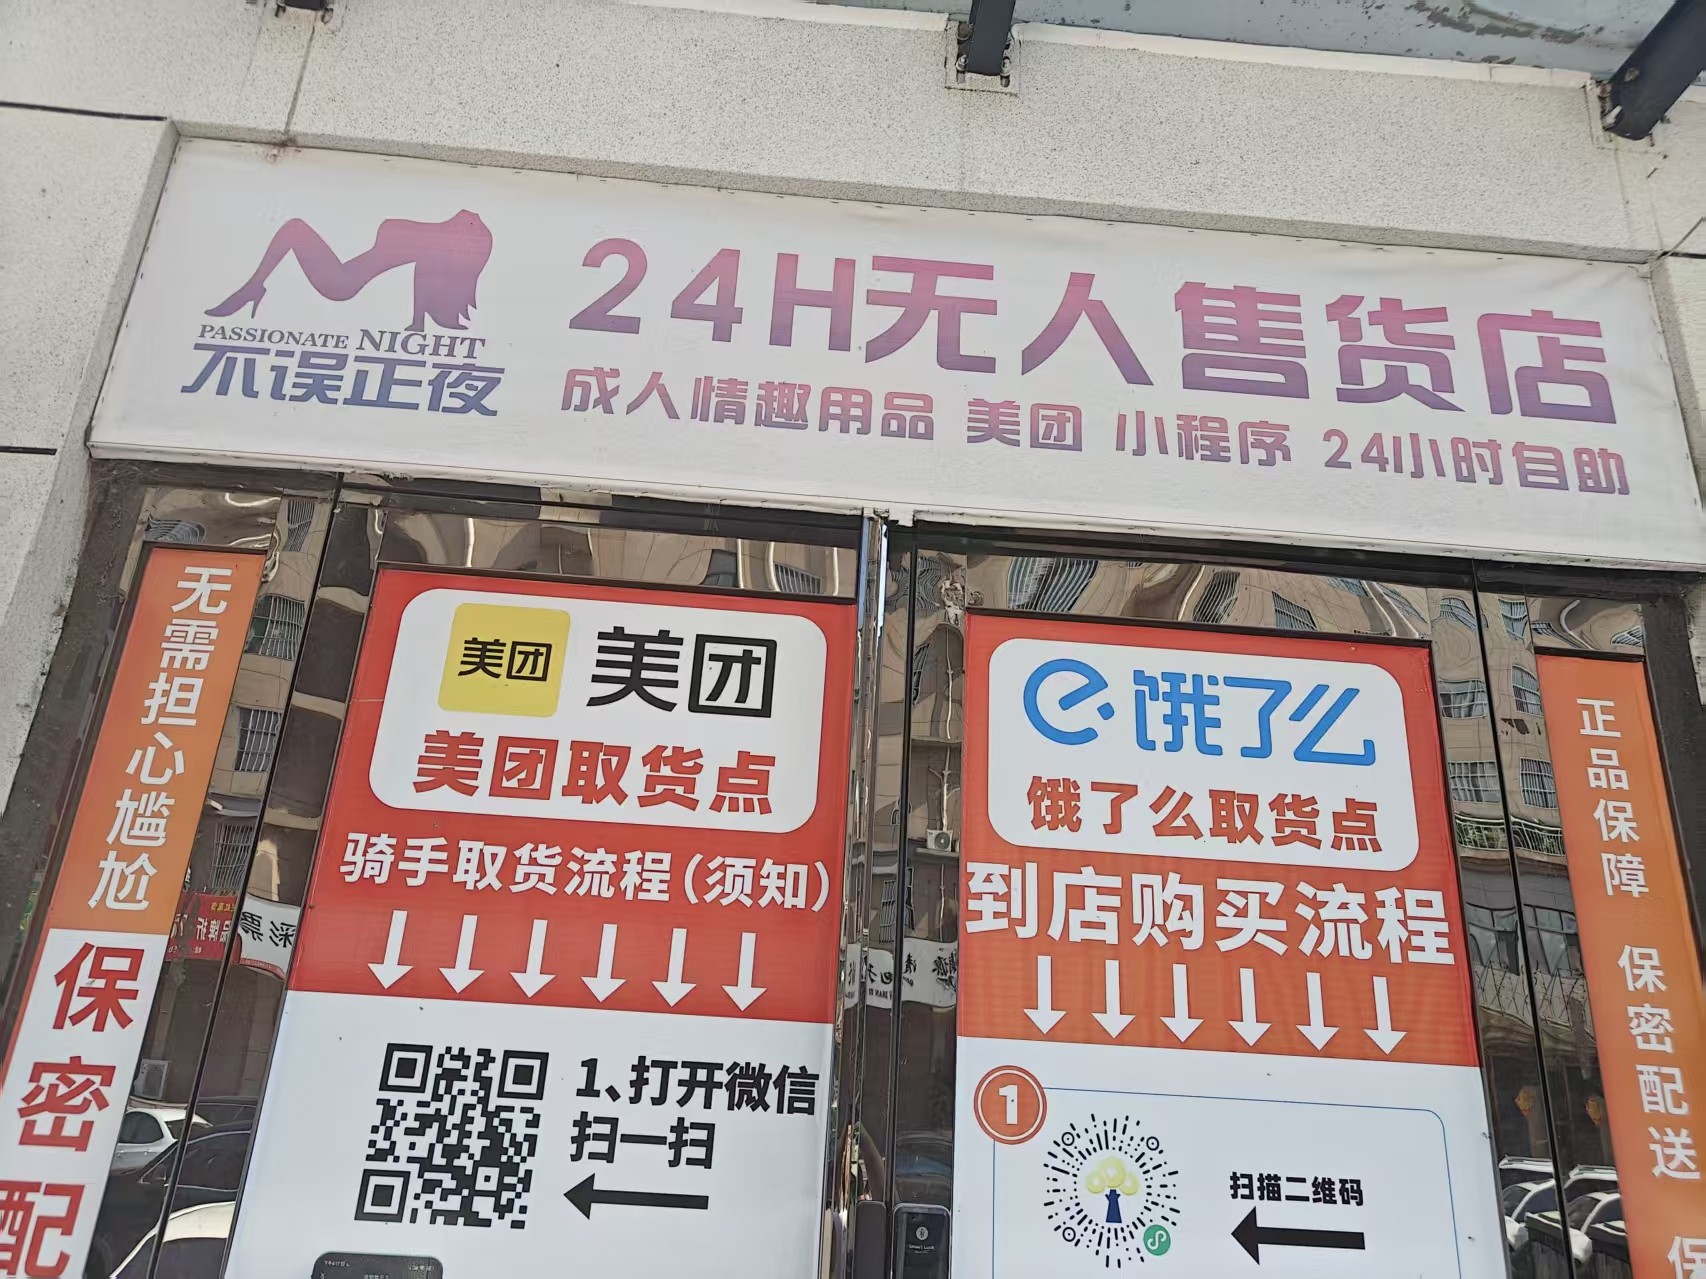 PASSIONATE NIGHT
不误正夜
24H无人售货店
成人情趣用品 美团 小程序 24小时自助
无需担心尴尬
保密配
美团 美团
美团取货点
骑手取货流程(须知)
1、打开微信
扫一扫
饿了么
饿了么取货点
到店购买流程
1
扫描二维码
正品保障 保密配送 保
彩票